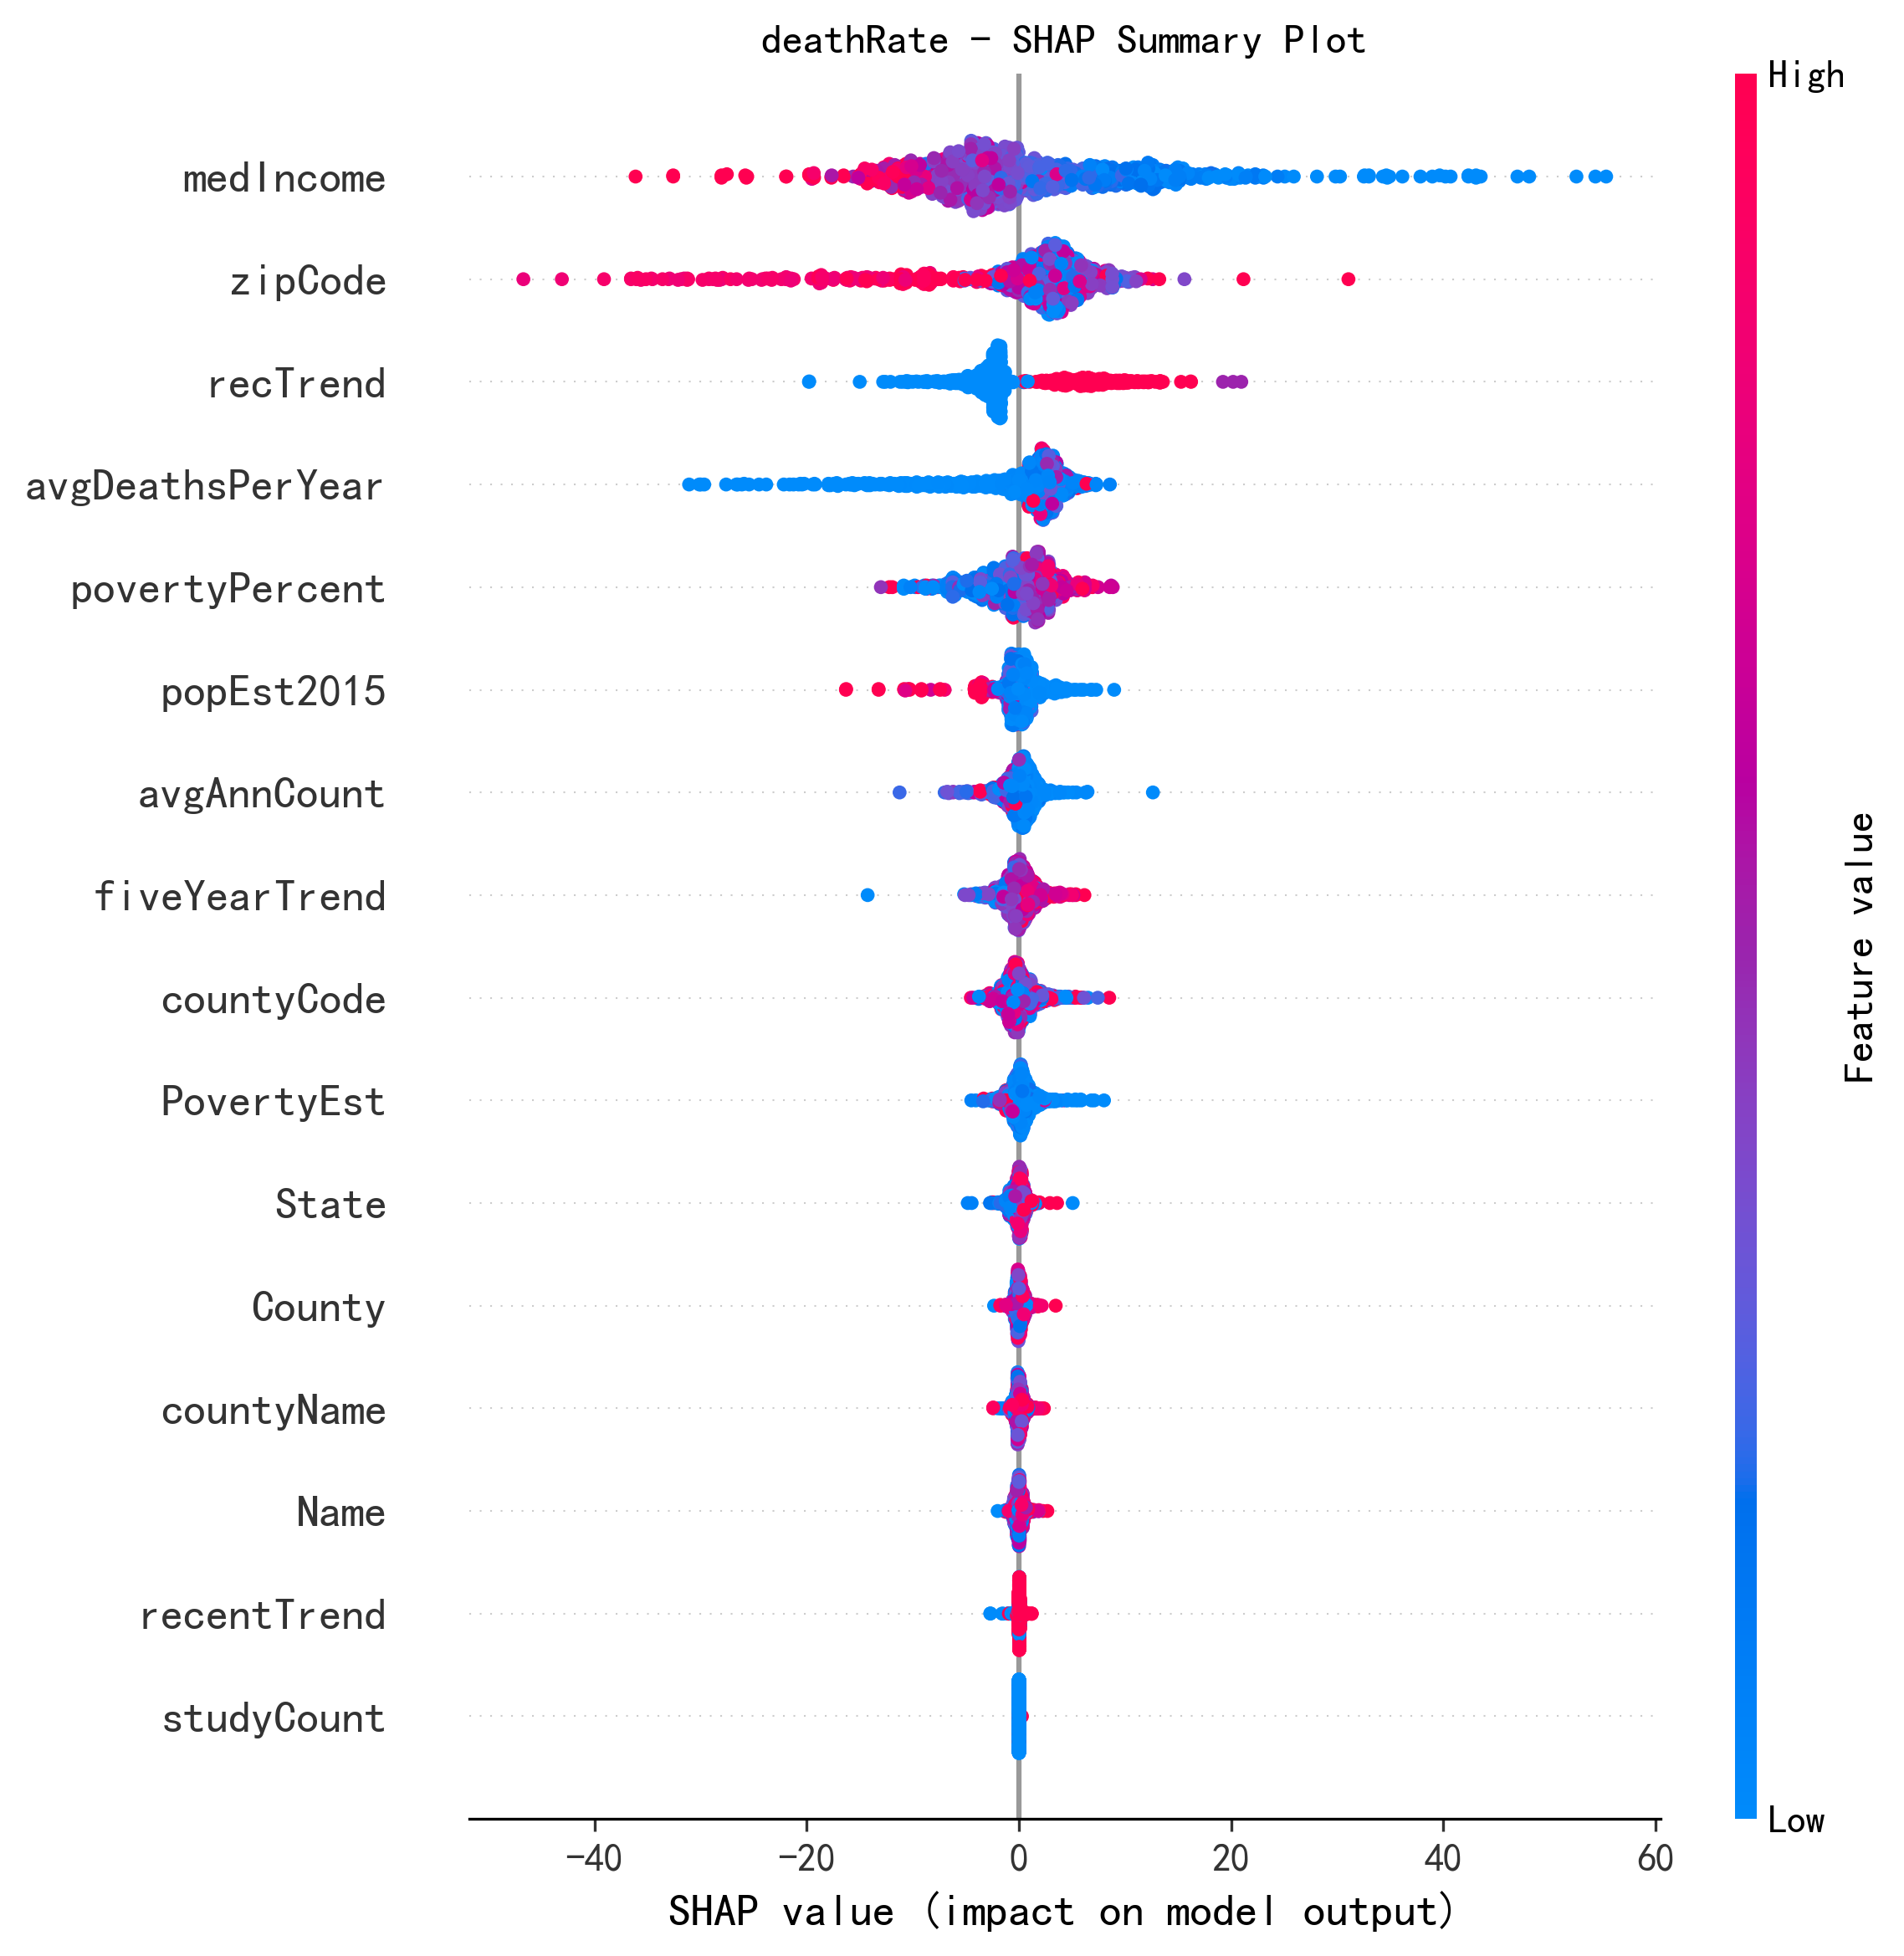 deathRate - SHAP Summary Plot
High
medIncome
zipCode
recTrend
avgDeathsPerYear
povertyPercent
popEst2015
avgAnnCount
fiveYearTrend
countyCode
PovertyEst
State
County
countyName
Name
recentTrend
studyCount
Feature value
Low
−40 −20 0 20 40 60
SHAP value (impact on model output)